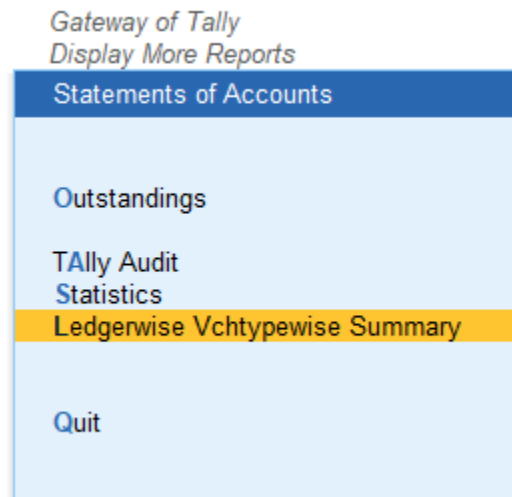 Gateway of Tally
Display More Reports
Statements of Accounts
Outstandings
TAlly Audit
Statistics
Ledgerwise Vchtypewise Summary
Quit